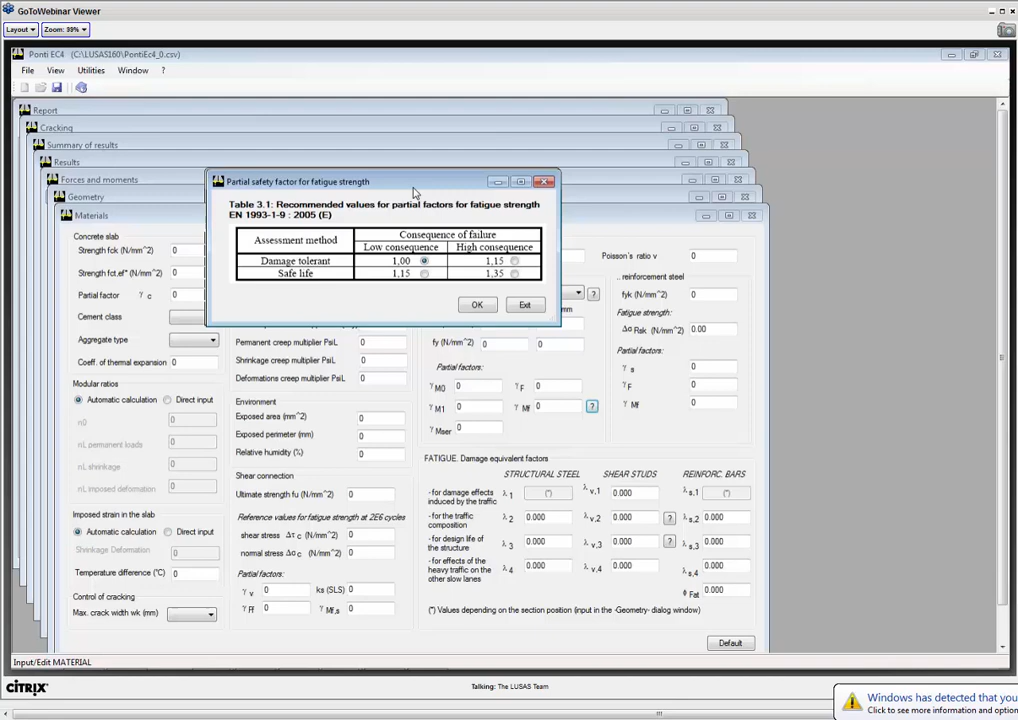 GoToWebinar Viewer
Layout Zoom: 99%
Ponti EC4 (C:\LUSAS160\PontiEc4_0.csv)
File View Utilities Window ?
Report
Cracking
Summary of results
Results
Forces and moments
Geometry
Materials
Partial safety factor for fatigue strength
Table 3.1: Recommended values for partial factors for fatigue strength
EN 1993-1-9 : 2005 (E)
Assessment method Consequence of failure
Low consequence High consequence
Damage tolerant 1,00 1,15
Safe life 1,15 1,35
OK Exit
Concrete slab
Strength fck (N/mm^2) 0
Strength fct,ef* (N/mm^2) 0
Partial factor γ c 0
Cement class
Aggregate type
Coeff. of thermal expansion 0
Modular ratios
Automatic calculation Direct input
n0 0
nL permanent loads 0
nL shrinkage 0
nL imposed deformation 0
Imposed strain in the slab
Automatic calculation Direct input
Shrinkage Deformation 0
Temperature difference (°C) 0
Control of cracking
Max. crack width wk (mm)
Permanent creep multiplier PsiL 0
Shrinkage creep multiplier PsiL 0
Deformations creep multiplier PsiL 0
Environment
Exposed area (mm^2) 0
Exposed perimeter (mm) 0
Relative humidity (%) 0
Shear connection
Ultimate strength fu (N/mm^2) 0
Reference values for fatigue strength at 2E6 cycles
shear stress Δτ c (N/mm^2) 0
normal stress Δσ c (N/mm^2) 0
Partial factors:
γ v 0 ks (SLS) 0
γ Ff 0 γ Mf,s 0
?
fy (N/mm^2) 0 0
Partial factors:
γ M0 0 γ F 0
γ M1 0 γ Mf 0 ?
γ Mser 0
Poisson's ratio ν 0
.. reinforcement steel
fyk (N/mm^2) 0
Fatigue strength:
Δσ Rsk (N/mm^2) 0.00
Partial factors:
γ s 0
γ F 0
γ Mf 0
FATIGUE. Damage equivalent factors
STRUCTURAL STEEL SHEAR STUDS REINFORC. BARS
- for damage effects induced by the traffic λ 1 (*) λ v,1 0.000 λ s,1 (*)
- for the traffic composition λ 2 0.000 λ v,2 0.000 ? λ s,2 0.000
- for design life of the structure λ 3 0.000 λ v,3 0.000 ? λ s,3 0.000
- for effects of the heavy traffic on the other slow lanes λ 4 0.000 λ v,4 0.000 λ s,4 0.000
ϕ Fat 0.000
(*) Values depending on the section position (input in the -Geometry- dialog window)
Default
Input/Edit MATERIAL
CITRIX
Talking: The LUSAS Team
Windows has detected that you
Click to see more information and option